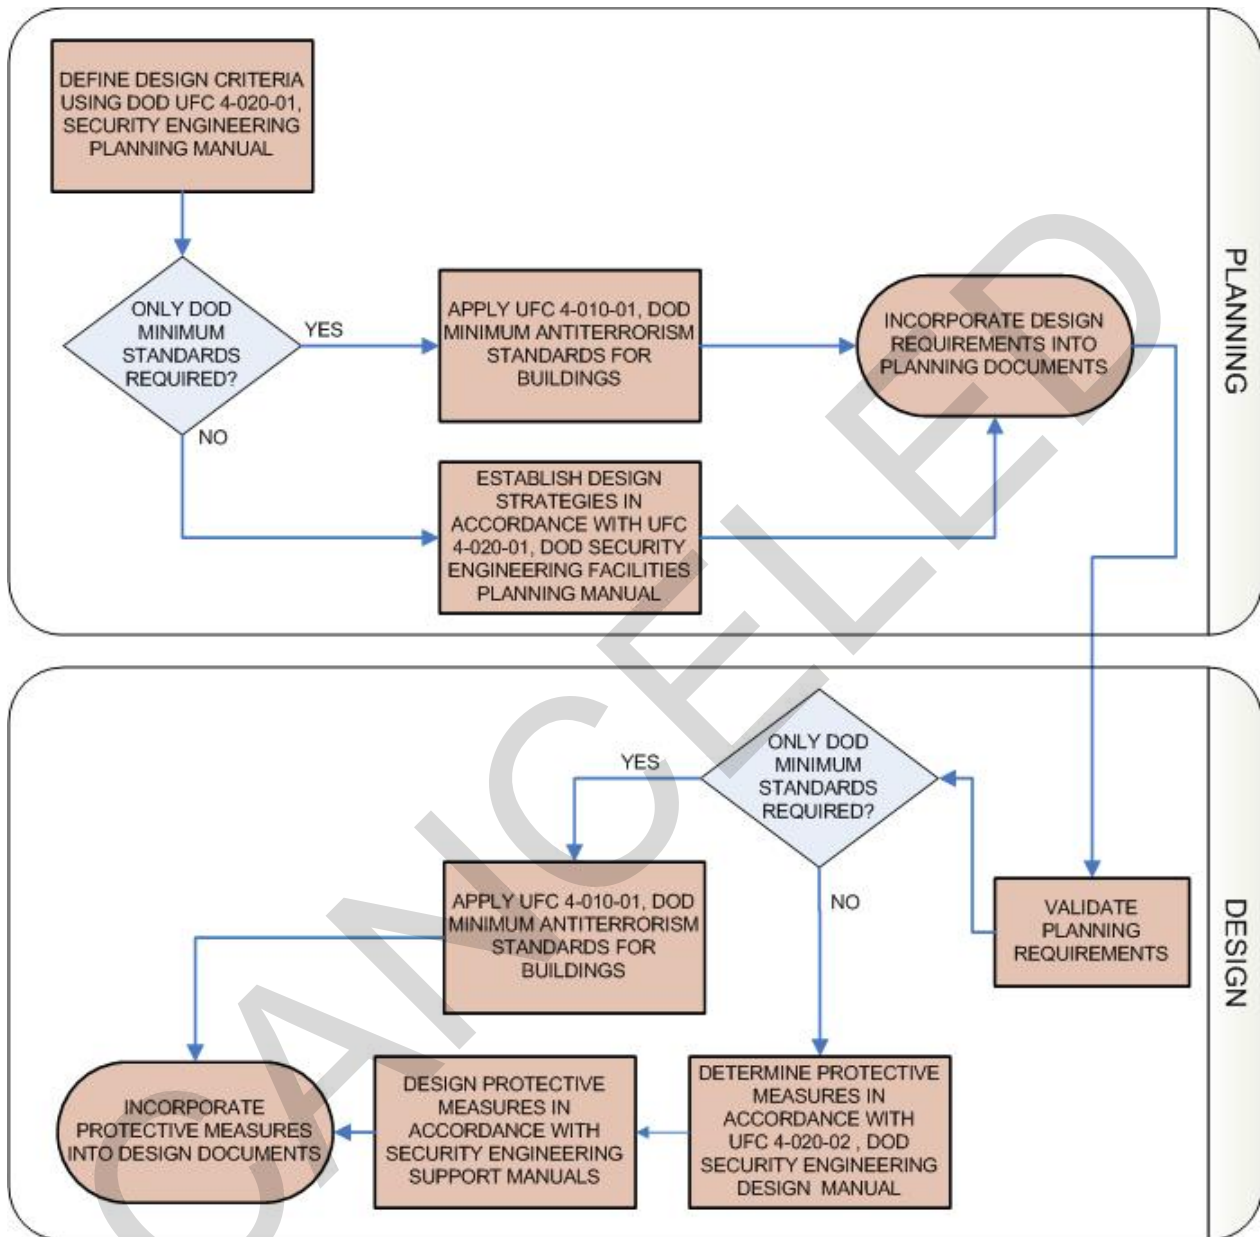 DEFINE DESIGN CRITERIA
USING DOD UFC 4-020-01,
SECURITY ENGINEERING
PLANNING MANUAL
ONLY DOD
MINIMUM
STANDARDS
REQUIRED?
YES
NO
APPLY UFC 4-010-01, DOD
MINIMUM ANTITERRORISM
STANDARDS FOR
BUILDINGS
ESTABLISH DESIGN
STRATEGIES IN
ACCORDANCE WITH UFC
4-020-01, DOD SECURITY
ENGINEERING FACILITIES
PLANNING MANUAL
INCORPORATE DESIGN
REQUIREMENTS INTO
PLANNING DOCUMENTS
PLANNING
VALIDATE
PLANNING
REQUIREMENTS
ONLY DOD
MINIMUM
STANDARDS
REQUIRED?
YES
NO
APPLY UFC 4-010-01, DOD
MINIMUM ANTITERRORISM
STANDARDS FOR
BUILDINGS
DETERMINE PROTECTIVE
MEASURES IN
ACCORDANCE WITH
UFC 4-020-02 , DOD
SECURITY ENGINEERING
DESIGN MANUAL
DESIGN PROTECTIVE
MEASURES IN
ACCORDANCE WITH
SECURITY ENGINEERING
SUPPORT MANUALS
INCORPORATE
PROTECTIVE MEASURES
INTO DESIGN DOCUMENTS
DESIGN
CANCELED